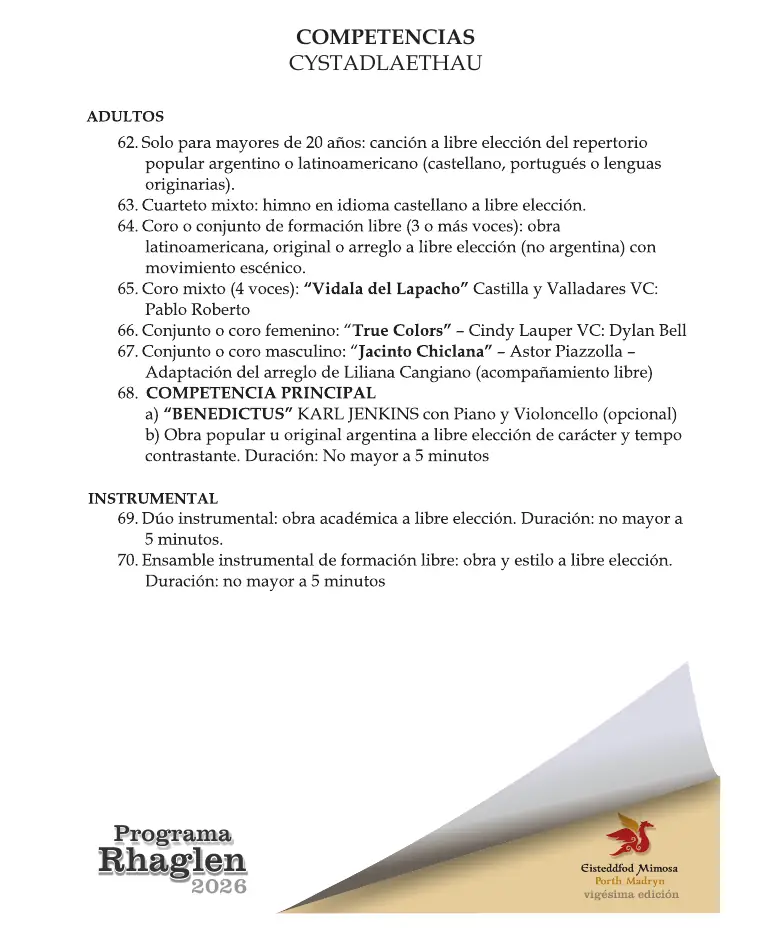 COMPETENCIAS
CYSTADLAETHAU
ADULTOS
62. Solo para mayores de 20 años: canción a libre elección del repertorio
popular argentino o latinoamericano (castellano, portugués o lenguas
originarias).
63. Cuarteto mixto: himno en idioma castellano a libre elección.
64. Coro o conjunto de formación libre (3 o más voces): obra
latinoamericana, original o arreglo a libre elección (no argentina) con
movimiento escénico.
65. Coro mixto (4 voces): “Vidala del Lapacho” Castilla y Valladares VC:
Pablo Roberto
66. Conjunto o coro femenino: “True Colors” – Cindy Lauper VC: Dylan Bell
67. Conjunto o coro masculino: “Jacinto Chiclana” – Astor Piazzolla –
Adaptación del arreglo de Liliana Cangiano (acompañamiento libre)
68. COMPETENCIA PRINCIPAL
a) “BENEDICTUS” KARL JENKINS con Piano y Violoncello (opcional)
b) Obra popular u original argentina a libre elección de carácter y tempo
contrastante. Duración: No mayor a 5 minutos
INSTRUMENTAL
69. Dúo instrumental: obra académica a libre elección. Duración: no mayor a
5 minutos.
70. Ensamble instrumental de formación libre: obra y estilo a libre elección.
Duración: no mayor a 5 minutos
Programa
Rhaglen
2026
Eisteddfod Mimosa
Porth Madryn
vigésima edición